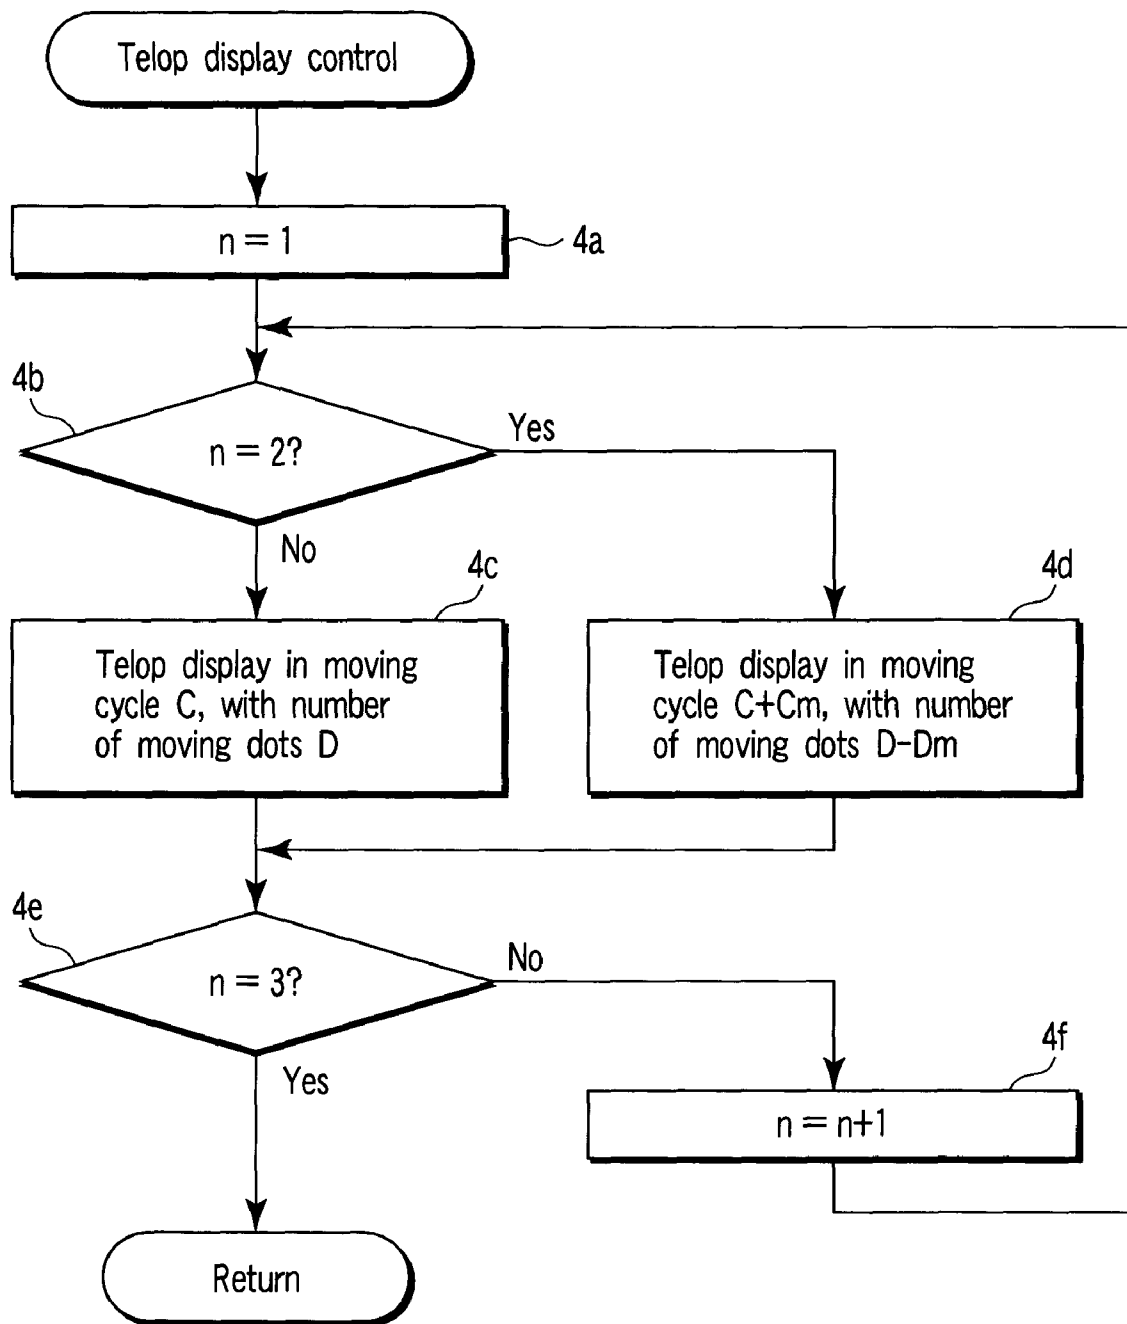 Telop display control
n = 1
4a
4b
n = 2?
Yes
No
4c
4d
Telop display in moving
cycle C, with number
of moving dots D
Telop display in moving
cycle C+Cm, with number
of moving dots D-Dm
4e
n = 3?
No
Yes
4f
n = n+1
Return